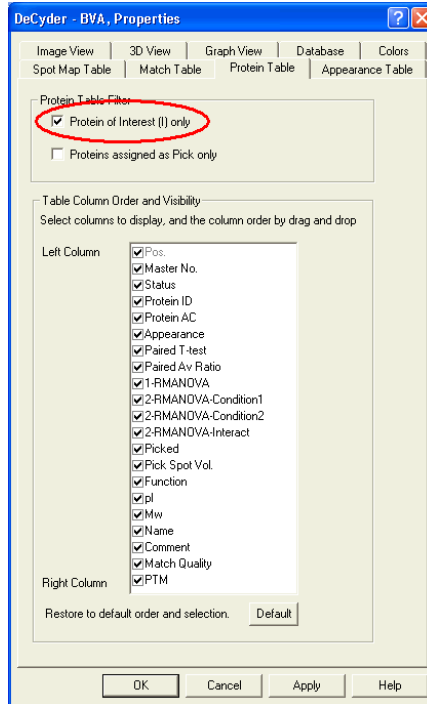 DeCyder - BVA, Properties
Image View 3D View Graph View Database Colors
Spot Map Table Match Table Protein Table Appearance Table
Protein Table Filter
Protein of Interest (I) only
Proteins assigned as Pick only
Table Column Order and Visibility
Select columns to display, and the column order by drag and drop
Left Column
Pos.
Master No.
Status
Protein ID
Protein AC
Appearance
Paired T-test
Paired Av Ratio
1-RMANOVA
2-RMANOVA-Condition1
2-RMANOVA-Condition2
2-RMANOVA-Interact
Picked
Pick Spot Vol.
Function
pI
Mw
Name
Comment
Match Quality
Right Column PTM
Restore to default order and selection. Default
OK Cancel Apply Help